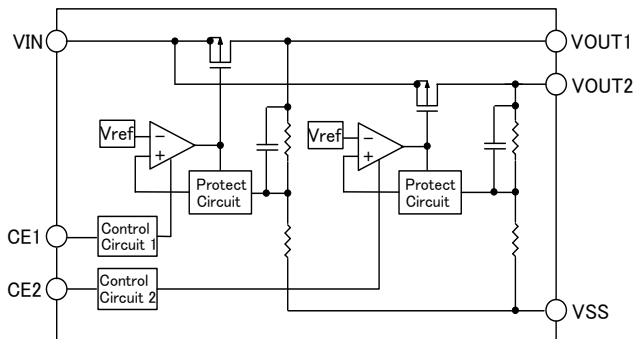 VIN
VOUT1
VOUT2
Vref
−
+
Vref
−
+
Protect
Circuit
Protect
Circuit
CE1
Control
Circuit 1
CE2
Control
Circuit 2
VSS